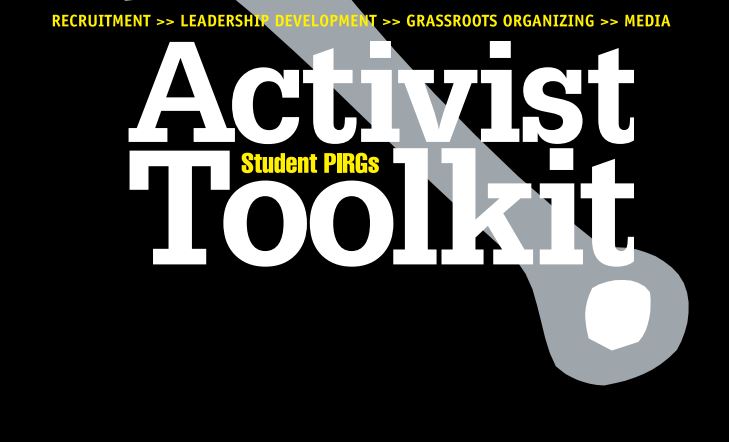 RECRUITMENT >> LEADERSHIP DEVELOPMENT >> GRASSROOTS ORGANIZING >> MEDIA
Activist
Student PIRGs
Toolkit